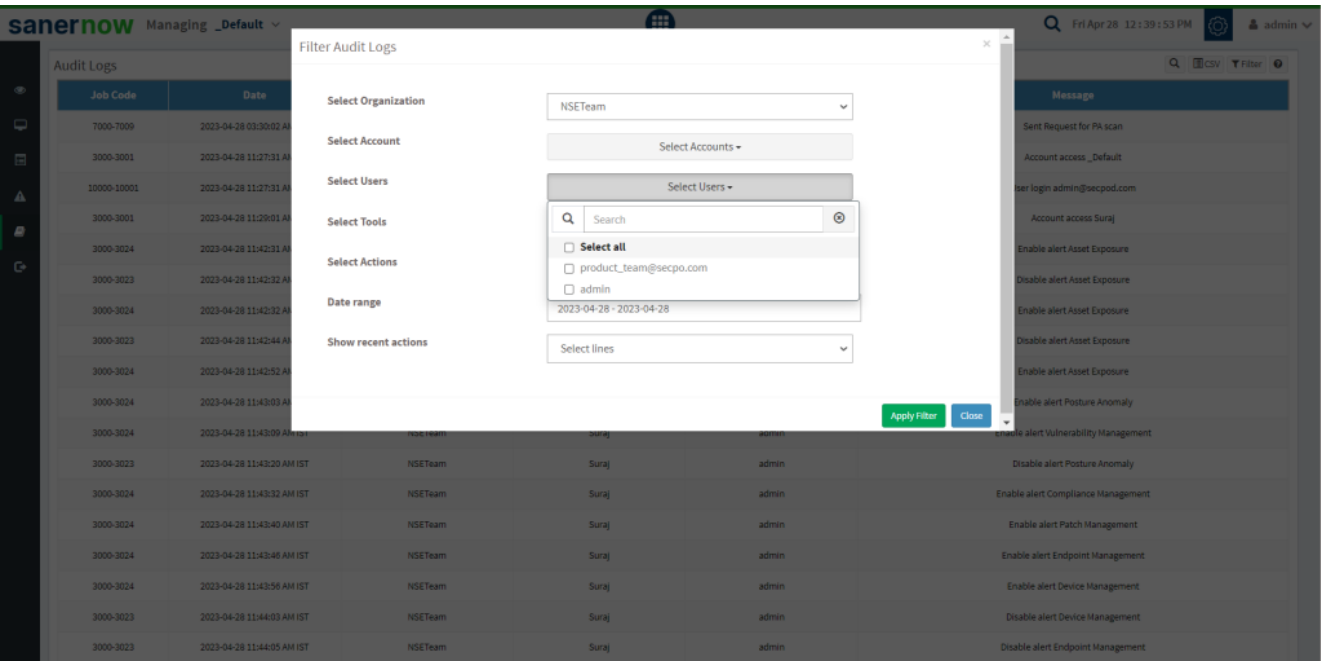 sanernow Managing _Default Fri Apr 28 12:39:53 PM admin
Filter Audit Logs ×
Audit Logs CSV Filter
Job Code Date Message
Select Organization NSETeam
7000-7009 2023-04-28 03:30:02 AM Sent Request for PA scan
Select Account Select Accounts
3000-3001 2023-04-28 11:27:31 AM Account access _Default
Select Users Select Users
10000-10001 2023-04-28 11:27:31 AM User login admin@secpod.com
Select Tools Search
3000-3001 2023-04-28 11:29:01 AM Account access Suraj
Select all
3000-3024 2023-04-28 11:42:31 AM Enable alert Asset Exposure
Select Actions product_team@secpo.com
3000-3023 2023-04-28 11:42:32 AM Disable alert Asset Exposure
admin
Date range 2023-04-28 - 2023-04-28
3000-3024 2023-04-28 11:42:32 AM Enable alert Asset Exposure
3000-3023 2023-04-28 11:42:44 AM Disable alert Asset Exposure
Show recent actions Select lines
3000-3024 2023-04-28 11:42:52 AM Enable alert Asset Exposure
3000-3024 2023-04-28 11:43:03 AM Enable alert Posture Anomaly
Apply Filter Close
3000-3024 2023-04-28 11:43:09 AM IST NSETeam Suraj admin Enable alert Vulnerability Management
3000-3023 2023-04-28 11:43:20 AM IST NSETeam Suraj admin Disable alert Posture Anomaly
3000-3024 2023-04-28 11:43:32 AM IST NSETeam Suraj admin Enable alert Compliance Management
3000-3024 2023-04-28 11:43:40 AM IST NSETeam Suraj admin Enable alert Patch Management
3000-3024 2023-04-28 11:43:46 AM IST NSETeam Suraj admin Enable alert Endpoint Management
3000-3024 2023-04-28 11:43:56 AM IST NSETeam Suraj admin Enable alert Device Management
3000-3023 2023-04-28 11:44:03 AM IST NSETeam Suraj admin Disable alert Device Management
3000-3023 2023-04-28 11:44:05 AM IST NSETeam Suraj admin Disable alert Endpoint Management